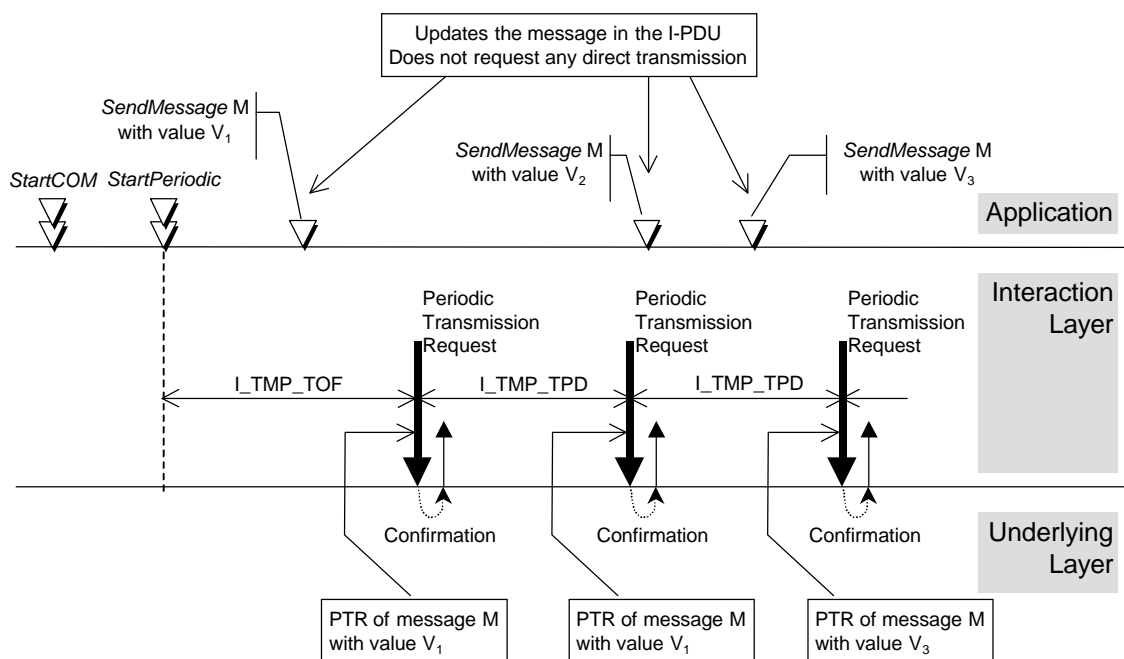 Updates the message in the I-PDU
Does not request any direct transmission
SendMessage M
with value V1
SendMessage M
with value V2
SendMessage M
with value V3
StartCOM
StartPeriodic
Application
Periodic
Transmission
Request
Periodic
Transmission
Request
Periodic
Transmission
Request
Interaction
Layer
I_TMP_TOF
I_TMP_TPD
I_TMP_TPD
Confirmation
Confirmation
Confirmation
Underlying
Layer
PTR of message M
with value V1
PTR of message M
with value V1
PTR of message M
with value V3